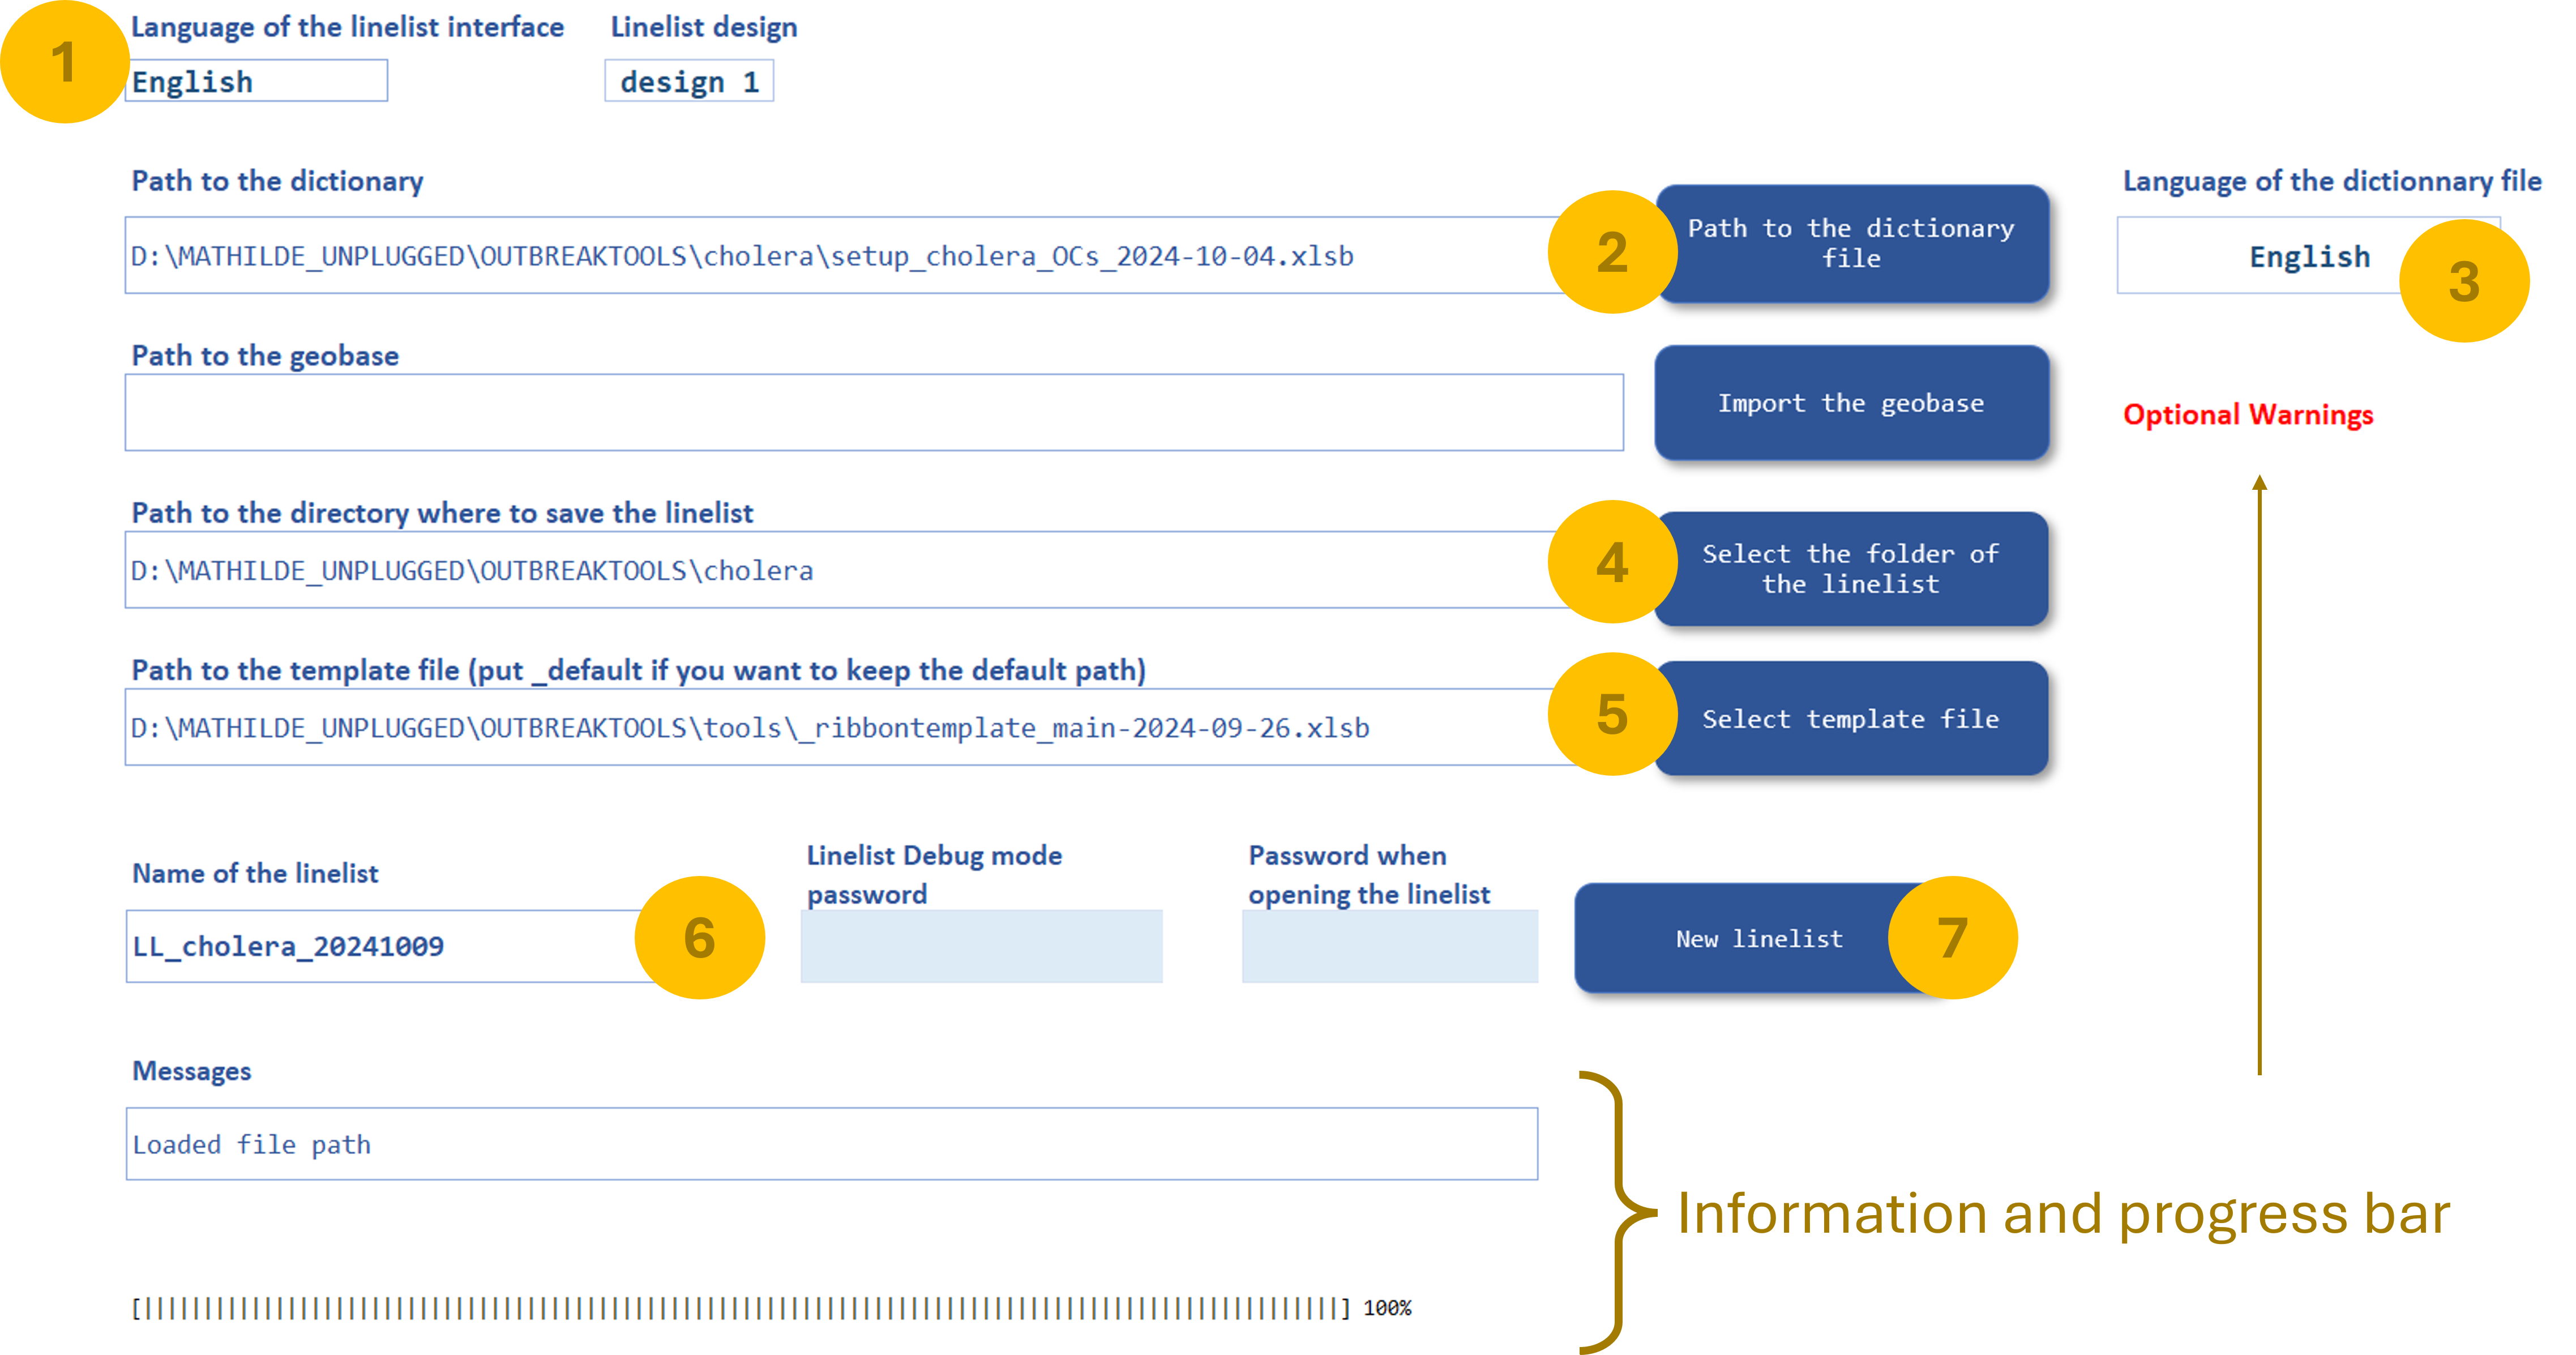 1
Language of the linelist interface
Linelist design
English
design 1
Path to the dictionary
Language of the dictionnary file
D:\MATHILDE_UNPLUGGED\OUTBREAKTOOLS\cholera\setup_cholera_OCs_2024-10-04.xlsb
2
Path to the dictionary
file
English
3
Path to the geobase
Import the geobase
Optional Warnings
Path to the directory where to save the linelist
D:\MATHILDE_UNPLUGGED\OUTBREAKTOOLS\cholera
4
Select the folder of
the linelist
Path to the template file (put _default if you want to keep the default path)
D:\MATHILDE_UNPLUGGED\OUTBREAKTOOLS\tools\_ribbontemplate_main-2024-09-26.xlsb
5
Select template file
Name of the linelist
Linelist Debug mode
password
Password when
opening the linelist
LL_cholera_20241009
6
New linelist
7
Messages
Loaded file path
Information and progress bar
100%